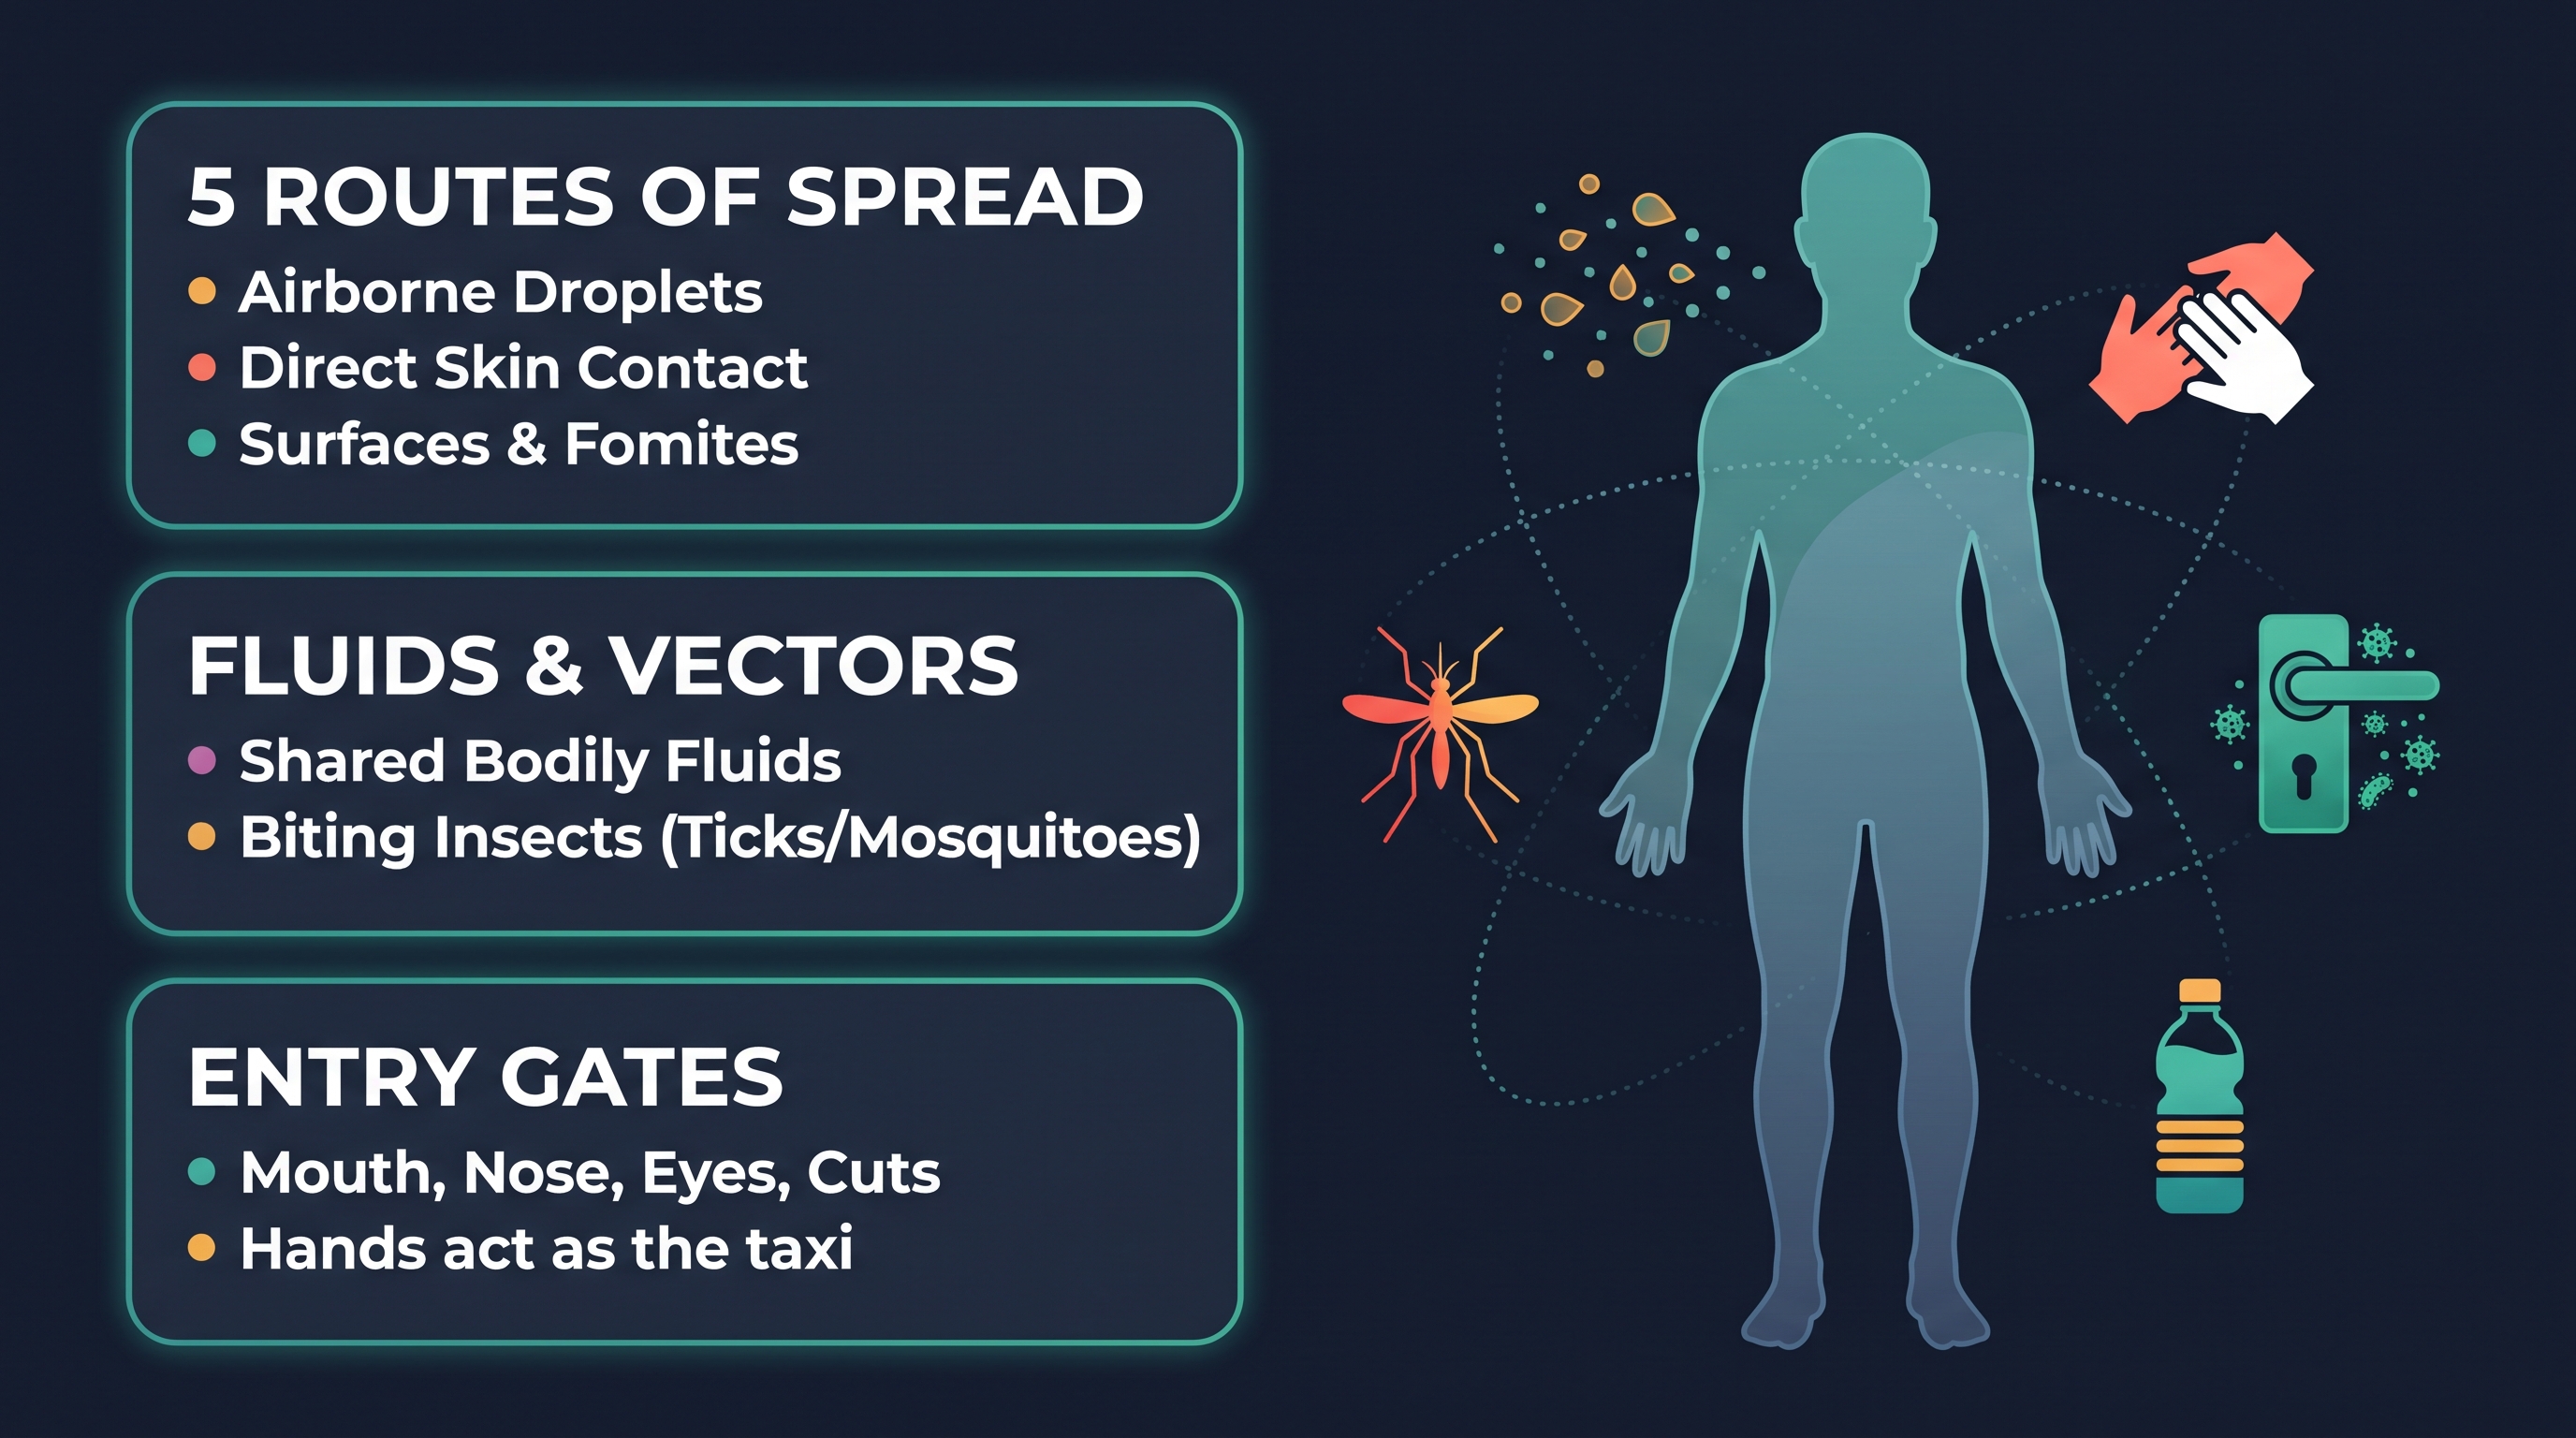 5 ROUTES OF SPREAD
Airborne Droplets
Direct Skin Contact
Surfaces & Fomites
FLUIDS & VECTORS
Shared Bodily Fluids
Biting Insects (Ticks/Mosquitoes)
ENTRY GATES
Mouth, Nose, Eyes, Cuts
Hands act as the taxi